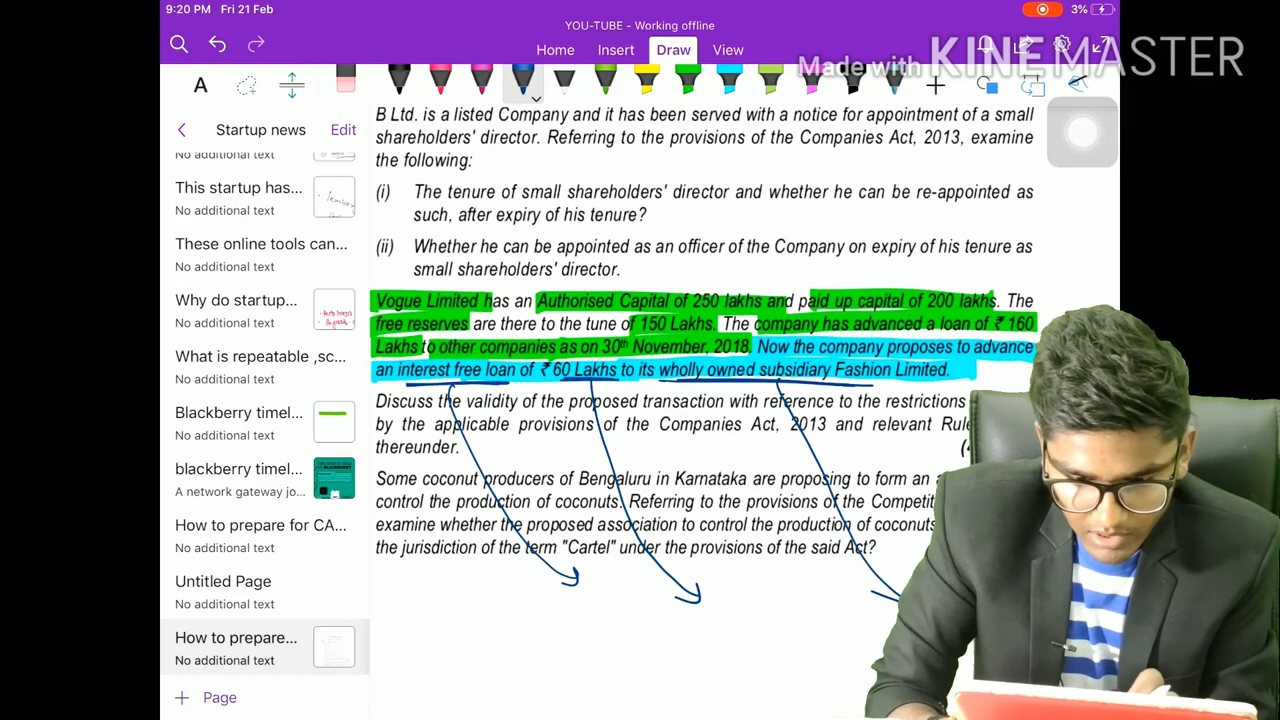 9:20 PM Fri 21 Feb
3%
YOU-TUBE - Working offline
Home Insert Draw View
Made with KINEMASTER
A
Startup news Edit
No additional text
This startup has...
No additional text
These online tools can...
No additional text
Why do startup...
No additional text
What is repeatable ,sc...
No additional text
Blackberry timel...
No additional text
blackberry timel...
A network gateway jo...
How to prepare for CA...
No additional text
Untitled Page
No additional text
How to prepare...
No additional text
Page
B Ltd. is a listed Company and it has been served with a notice for appointment of a small
shareholders' director. Referring to the provisions of the Companies Act, 2013, examine
the following:
(i) The tenure of small shareholders' director and whether he can be re-appointed as
such, after expiry of his tenure?
(ii) Whether he can be appointed as an officer of the Company on expiry of his tenure as
small shareholders' director.
Vogue Limited has an Authorised Capital of 250 lakhs and paid up capital of 200 lakhs. The
free reserves are there to the tune of 150 Lakhs. The company has advanced a loan of ₹ 160
Lakhs to other companies as on 30th November, 2018. Now the company proposes to advance
an interest free loan of ₹ 60 Lakhs to its wholly owned subsidiary Fashion Limited.
Discuss the validity of the proposed transaction with reference to the restrictions
by the applicable provisions of the Companies Act, 2013 and relevant
thereunder.
Some coconut producers of Bengaluru in Karnataka are proposing to form an
control the production of coconuts. Referring to the provisions of the
examine whether the proposed association to control the production of coconuts
the jurisdiction of the term "Cartel" under the provisions of the said Act?